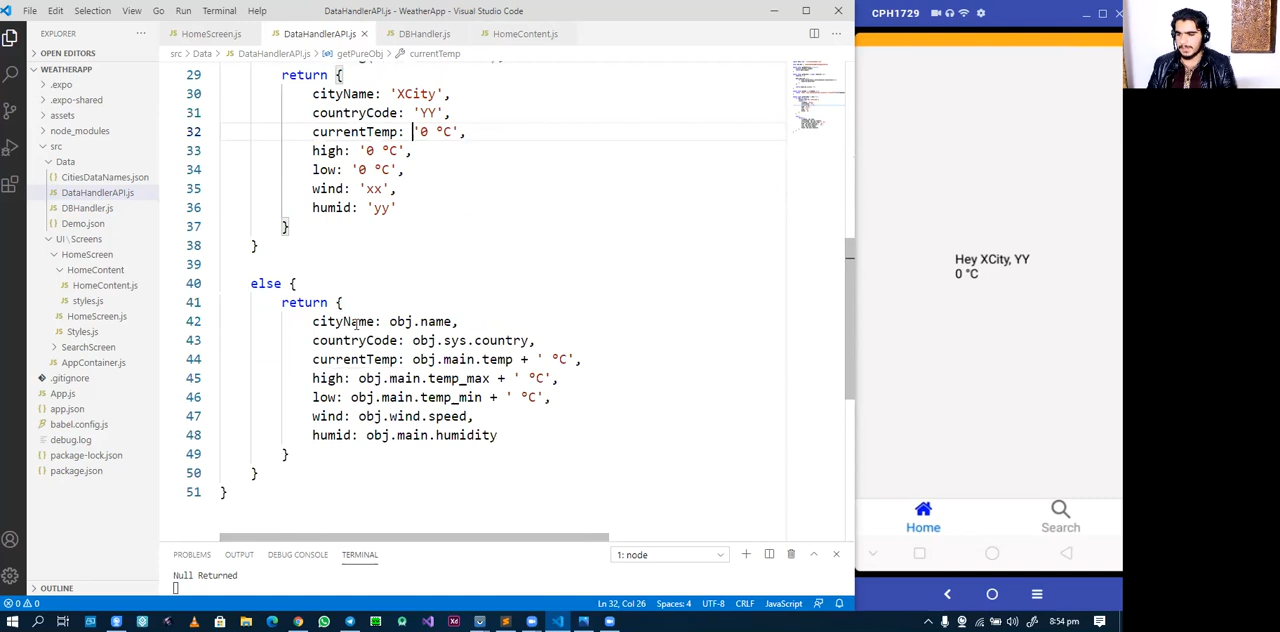 File Edit Selection View Go Run Terminal Help
DataHandlerAPI.js - WeatherApp - Visual Studio Code
EXPLORER
OPEN EDITORS
WEATHERAPP
.expo
.expo-shared
assets
node_modules
src
Data
CitiesDataNames.json
DataHandlerAPI.js
DBHandler.js
Demo.json
UI\Screens
HomeScreen
HomeContent
HomeContent.js
styles.js
HomeScreen.js
Styles.js
SearchScreen
AppContainer.js
.gitignore
App.js
app.json
babel.config.js
debug.log
package-lock.json
package.json
OUTLINE
HomeScreen.js DataHandlerAPI.js DBHandler.js HomeContent.js
src > Data > DataHandlerAPI.js > getPureObj > currentTemp
29 return {
30 cityName: 'XCity',
31 countryCode: 'YY',
32 currentTemp: '0 °C',
33 high: '0 °C',
34 low: '0 °C',
35 wind: 'xx',
36 humid: 'yy'
37 }
38 }
39
40 else {
41 return {
42 cityName: obj.name,
43 countryCode: obj.sys.country,
44 currentTemp: obj.main.temp + ' °C',
45 high: obj.main.temp_max + ' °C',
46 low: obj.main.temp_min + ' °C',
47 wind: obj.wind.speed,
48 humid: obj.main.humidity
49 }
50 }
51 }
PROBLEMS OUTPUT DEBUG CONSOLE TERMINAL 1: node
Null Returned
0 0 Ln 32, Col 26 Spaces: 4 UTF-8 CRLF JavaScript
CPH1729
Hey XCity, YY
0 °C
Home Search
8:54 pm